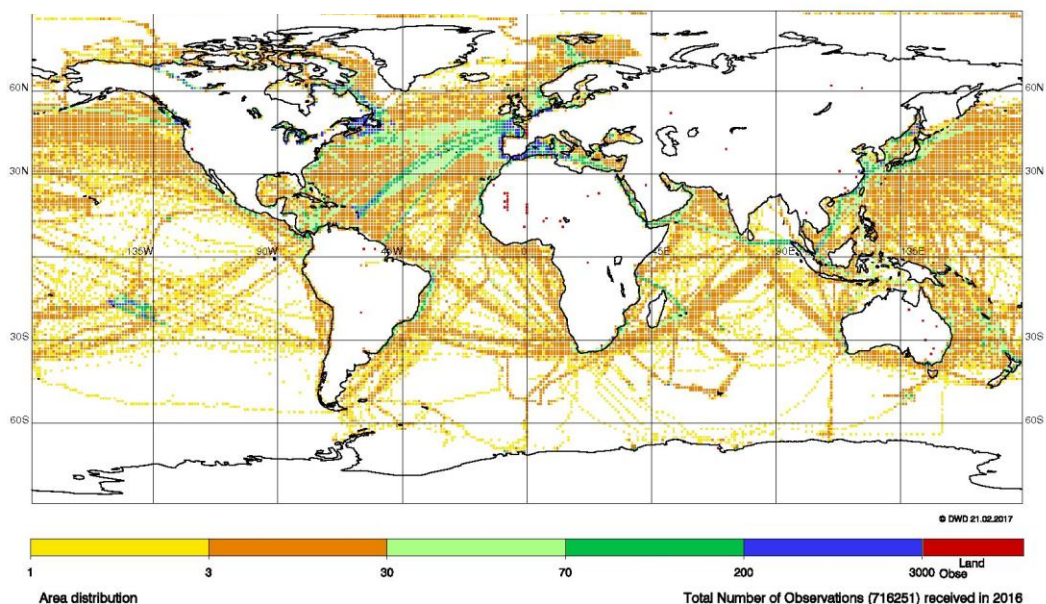 60N
60N
30N
30N
135W
90W
45W
0
45E
90E
135E
30S
30S
60S
60S
© DWD 21.02.2017
1
3
30
70
200
3000
Land
Obse
Area distribution
Total Number of Observations (716251) received in 2016